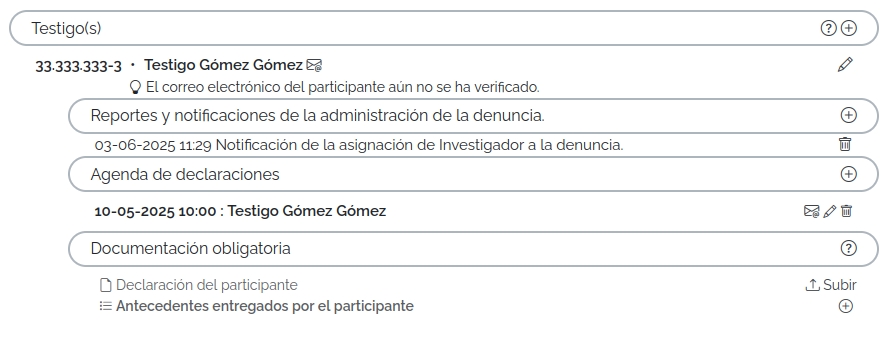 Testigo(s)
33.333.333-3 • Testigo Gómez Gómez
El correo electrónico del participante aún no se ha verificado.
Reportes y notificaciones de la administración de la denuncia.
03-06-2025 11:29 Notificación de la asignación de Investigador a la denuncia.
Agenda de declaraciones
10-05-2025 10:00 : Testigo Gómez Gómez
Documentación obligatoria
Declaración del participante Subir
Antecedentes entregados por el participante